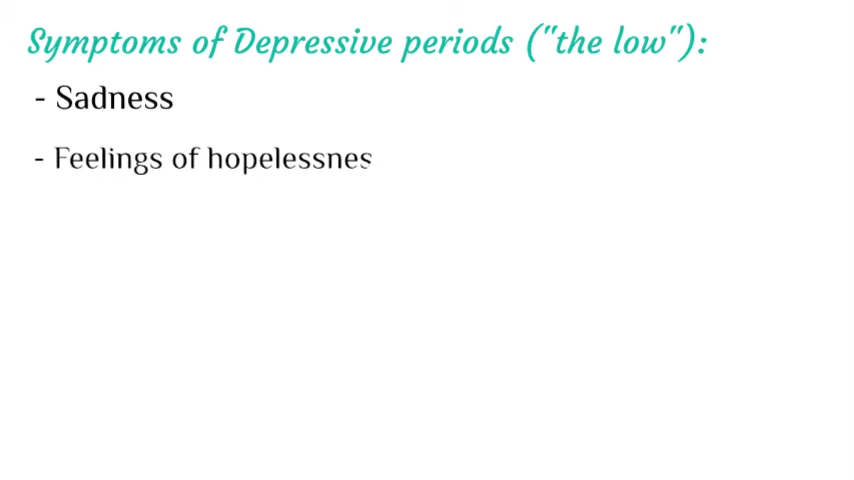 Symptoms of Depressive periods ("the low"):
- Sadness
- Feelings of hopelessnes